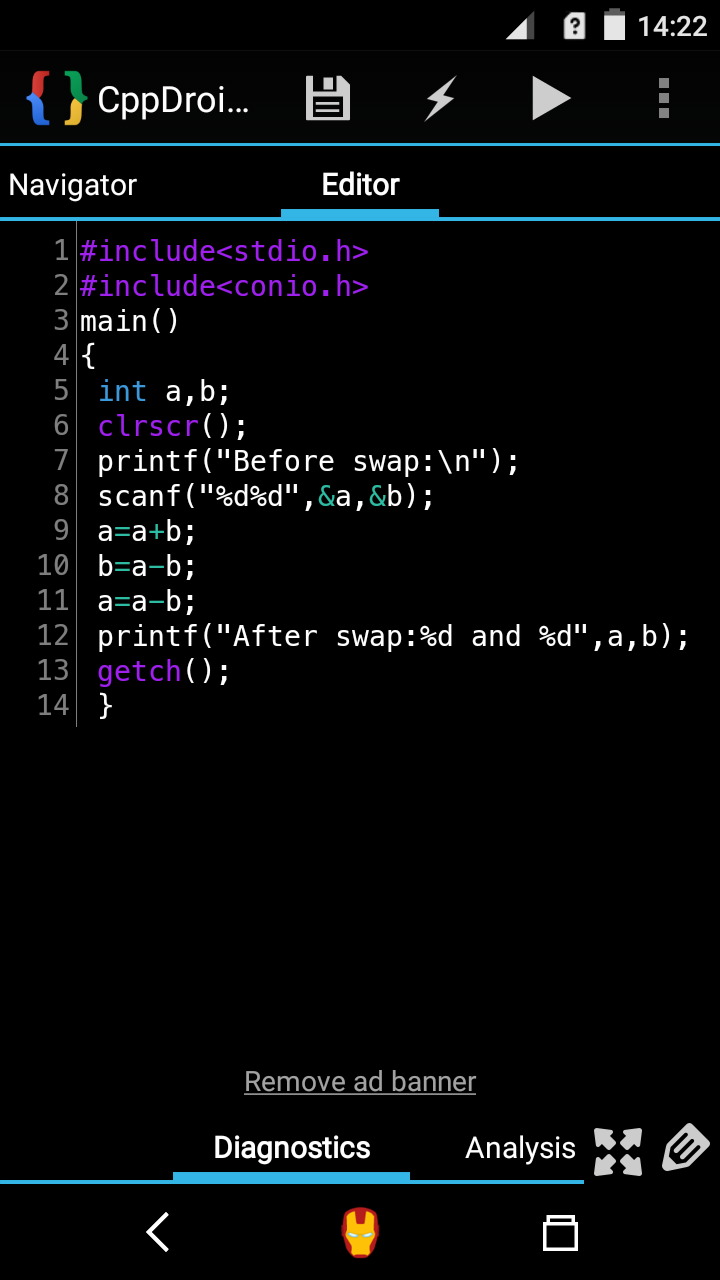 14:22
CppDroi...
Navigator Editor
1 #include<stdio.h>
2 #include<conio.h>
3 main()
4 {
5 int a,b;
6 clrscr();
7 printf("Before swap:\n");
8 scanf("%d%d",&a,&b);
9 a=a+b;
10 b=a-b;
11 a=a-b;
12 printf("After swap:%d and %d",a,b);
13 getch();
14 }
Remove ad banner
Diagnostics Analysis